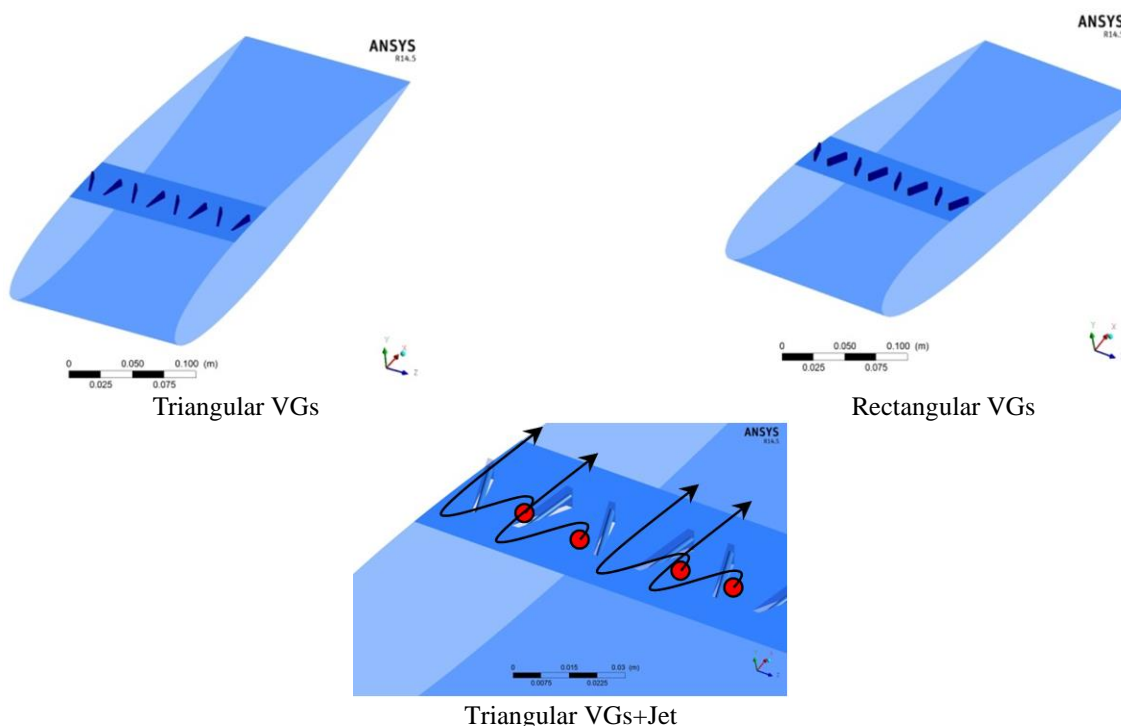 ANSYS
R14.5
0 0.050 0.100 (m)
0.025 0.075
Y
X
Z
Triangular VGs
ANSYS
R14.5
0 0.050 0.100 (m)
0.025 0.075
Y
X
Z
Rectangular VGs
ANSYS
R14.5
0 0.015 0.03 (m)
0.0075 0.0225
Z
Triangular VGs+Jet